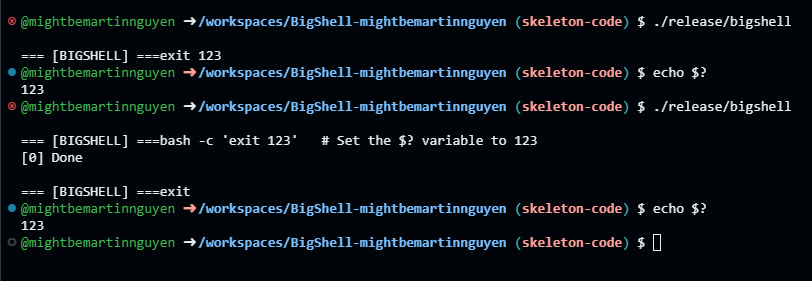 @mightbemartinnguyen ➜/workspaces/BigShell-mightbemartinnguyen (skeleton-code) $ ./release/bigshell
=== [BIGSHELL] ===exit 123
@mightbemartinnguyen ➜/workspaces/BigShell-mightbemartinnguyen (skeleton-code) $ echo $?
123
@mightbemartinnguyen ➜/workspaces/BigShell-mightbemartinnguyen (skeleton-code) $ ./release/bigshell
=== [BIGSHELL] ===bash -c 'exit 123'   # Set the $? variable to 123
[0] Done
=== [BIGSHELL] ===exit
@mightbemartinnguyen ➜/workspaces/BigShell-mightbemartinnguyen (skeleton-code) $ echo $?
123
@mightbemartinnguyen ➜/workspaces/BigShell-mightbemartinnguyen (skeleton-code) $